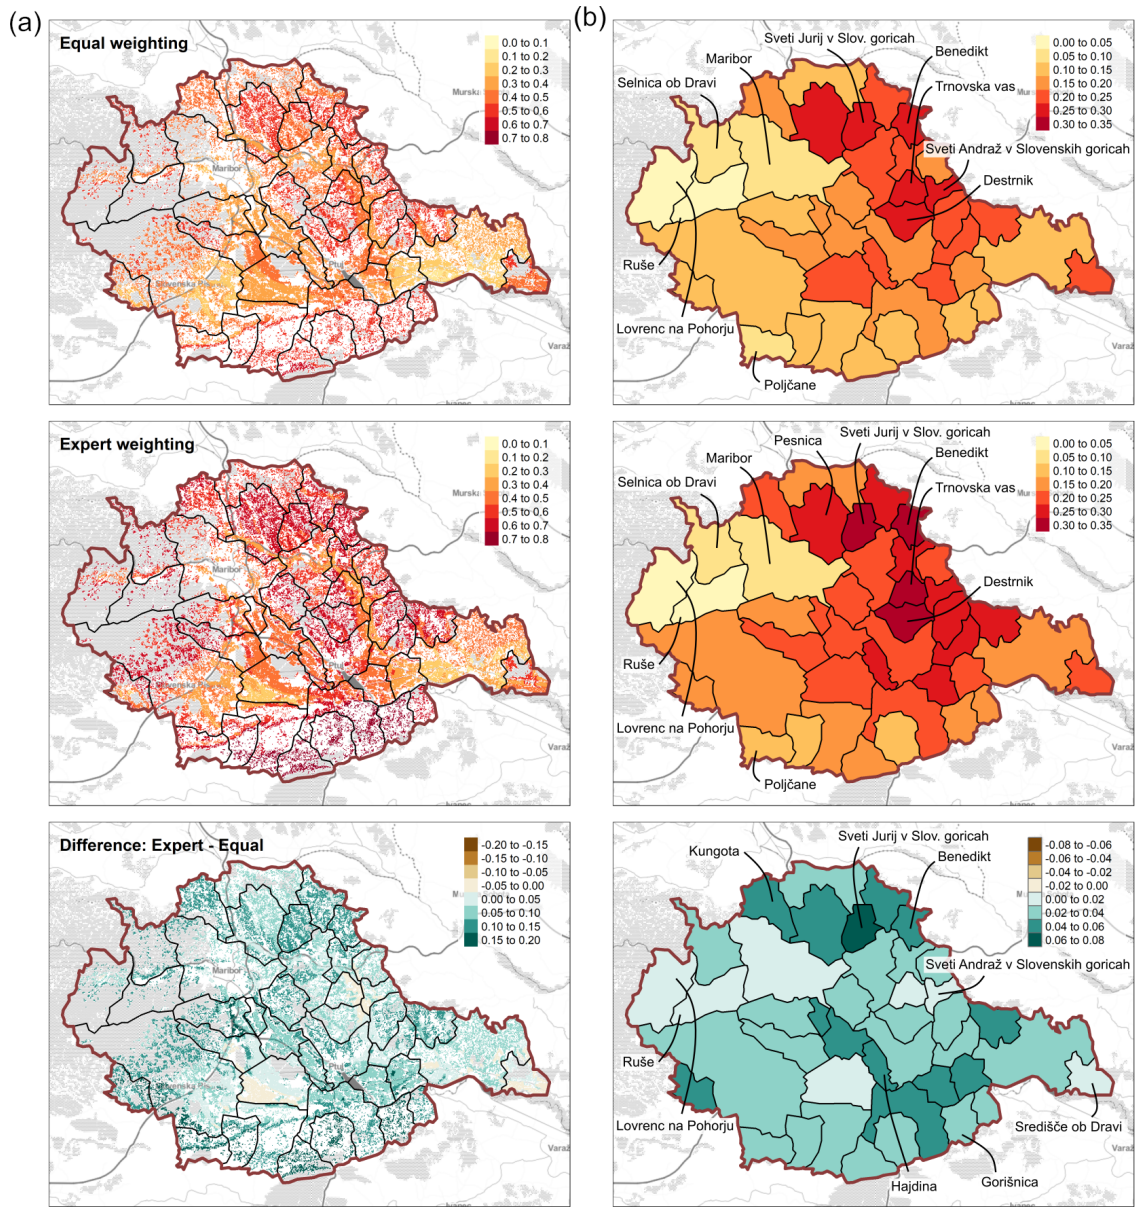 (a)
(b)
Equal weighting
0.0 to 0.1
0.1 to 0.2
0.2 to 0.3
0.3 to 0.4
0.4 to 0.5
0.5 to 0.6
0.6 to 0.7
0.7 to 0.8
Maribor
Ptuj
Slovenska Bi
Murska
Varaž
Sveti Jurij v Slov. goricah
Maribor
Benedikt
Selnica ob Dravi
Trnovska vas
Sveti Andraž v Slovenskih goricah
Destrnik
Ruše
Lovrenc na Pohorju
Poljčane
0.00 to 0.05
0.05 to 0.10
0.10 to 0.15
0.15 to 0.20
0.20 to 0.25
0.25 to 0.30
0.30 to 0.35
Murs
Varaž
Expert weighting
0.0 to 0.1
0.1 to 0.2
0.2 to 0.3
0.3 to 0.4
0.4 to 0.5
0.5 to 0.6
0.6 to 0.7
0.7 to 0.8
Maribor
Ptuj
Slovenska Bi
Murska
Varaž
Sveti Jurij v Slov. goricah
Pesnica
Maribor
Benedikt
Selnica ob Dravi
Trnovska vas
Destrnik
Ruše
Lovrenc na Pohorju
Poljčane
0.00 to 0.05
0.05 to 0.10
0.10 to 0.15
0.15 to 0.20
0.20 to 0.25
0.25 to 0.30
0.30 to 0.35
Murs
Varaž
Difference: Expert - Equal
-0.20 to -0.15
-0.15 to -0.10
-0.10 to -0.05
-0.05 to 0.00
0.00 to 0.05
0.05 to 0.10
0.10 to 0.15
0.15 to 0.20
Maribor
Ptuj
Slovenska Bi
Varaž
Sveti Jurij v Slov. goricah
Kungota
Benedikt
Sveti Andraž v Slovenskih goricah
Ruše
Lovrenc na Pohorju
Središče ob Dravi
Gorišnica
Hajdina
-0.08 to -0.06
-0.06 to -0.04
-0.04 to -0.02
-0.02 to 0.00
0.00 to 0.02
0.02 to 0.04
0.04 to 0.06
0.06 to 0.08